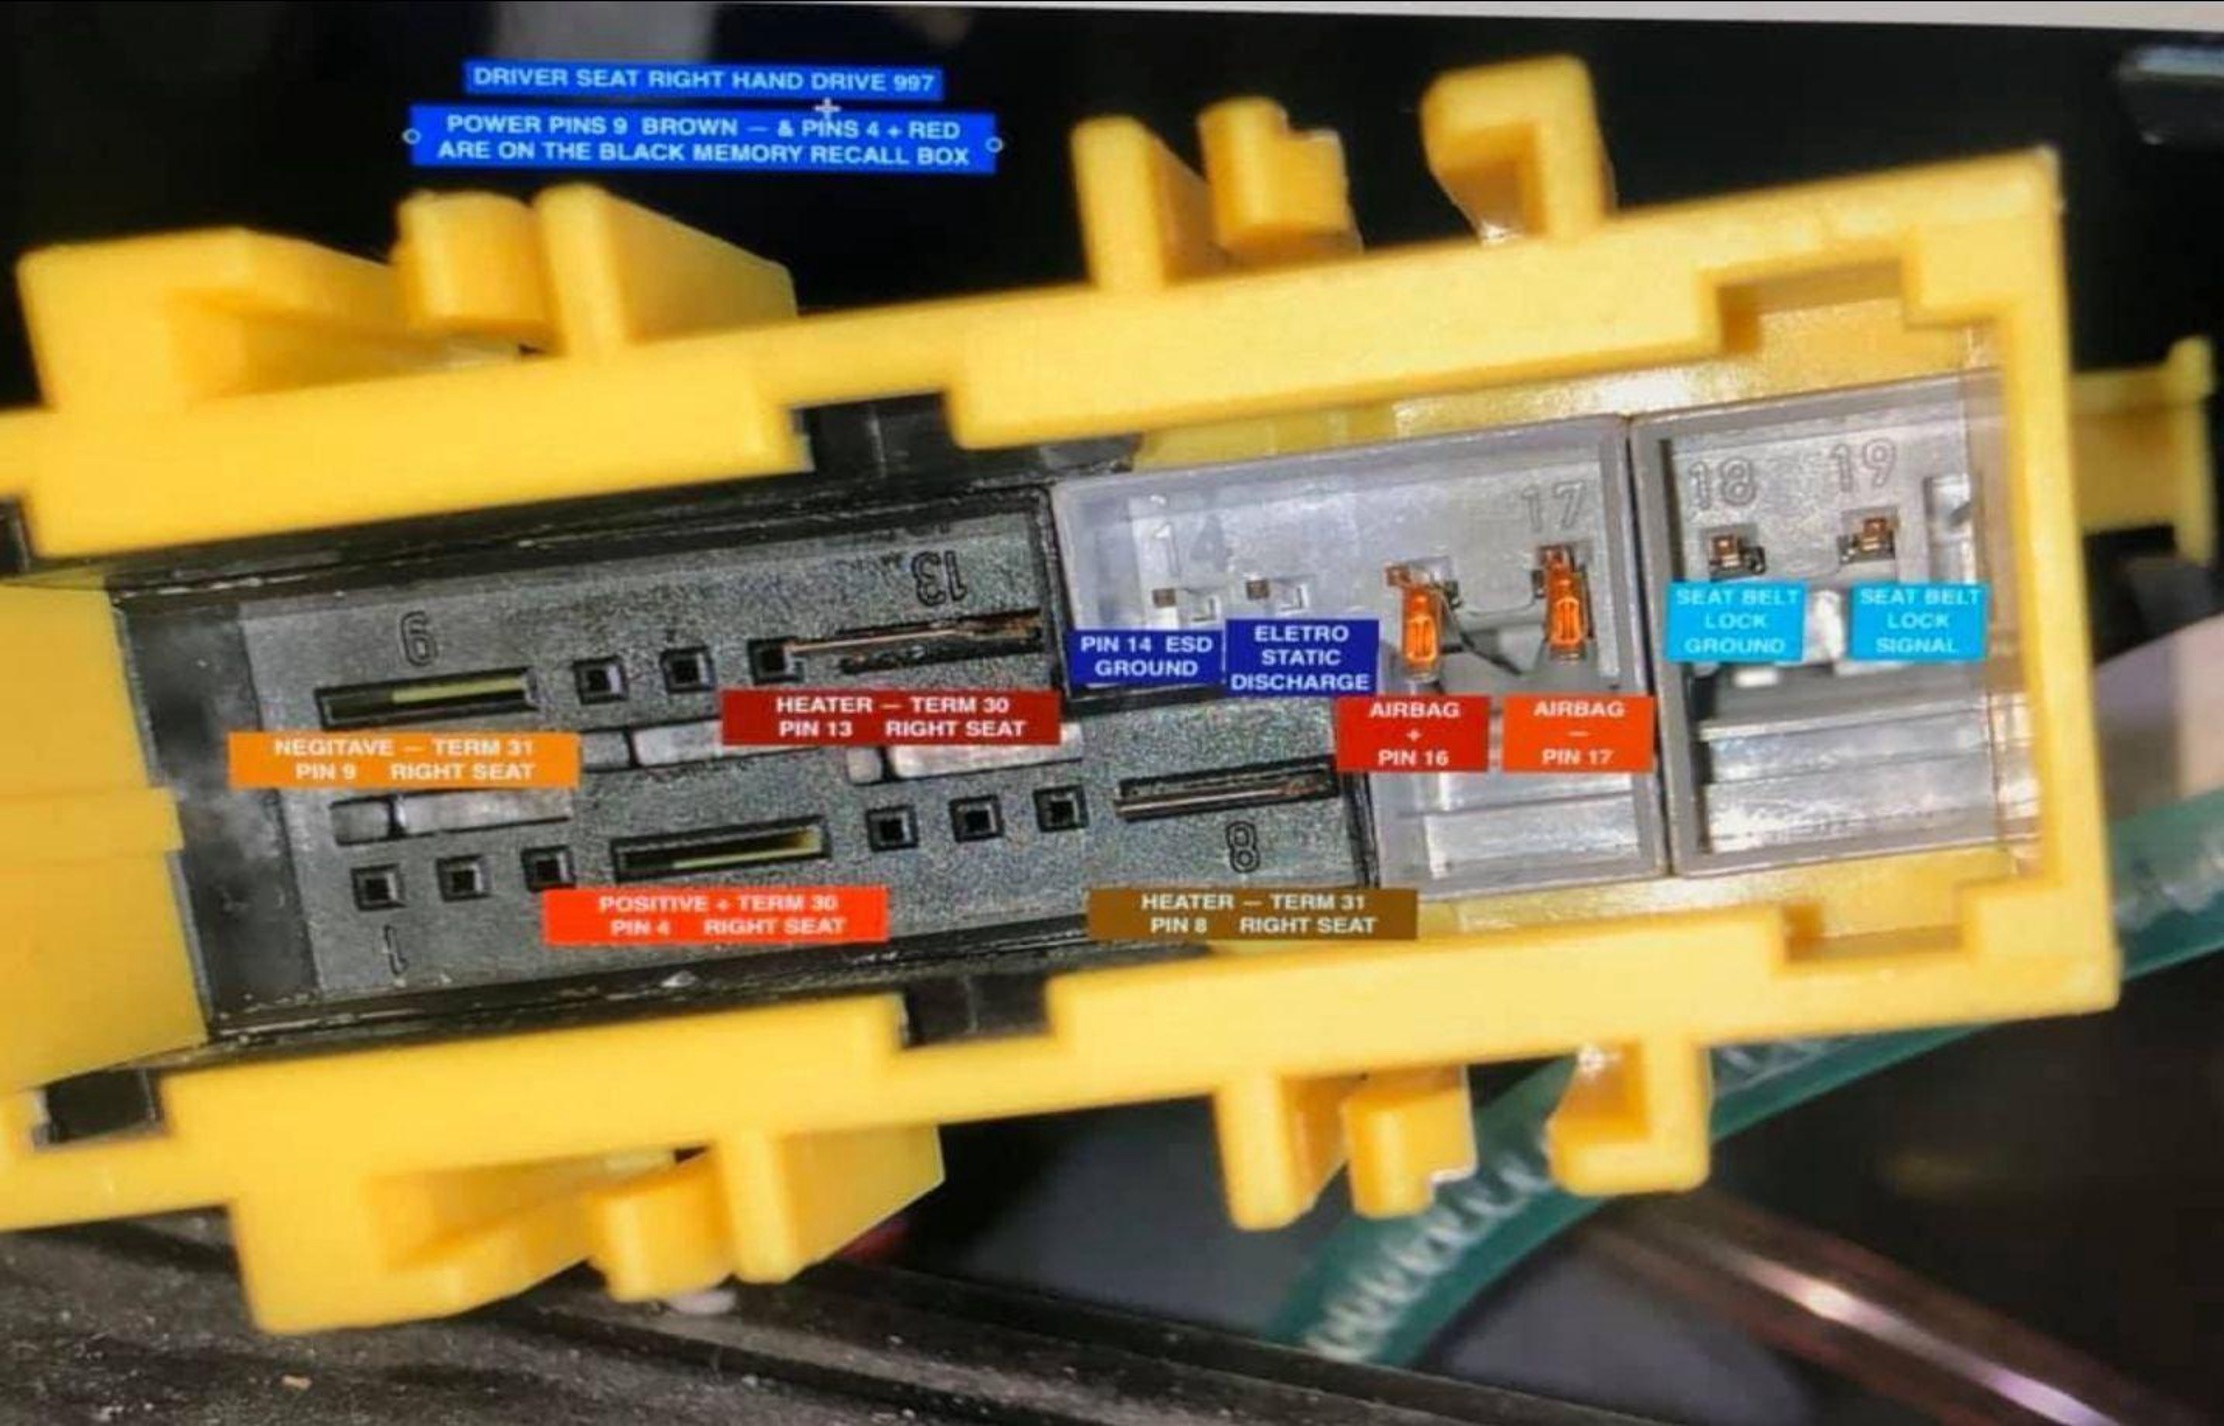 DRIVER SEAT RIGHT HAND DRIVE 997
POWER PINS 9 BROWN — & PINS 4 + RED
ARE ON THE BLACK MEMORY RECALL BOX
17
18
19
14
13
9
PIN 14 ESD
GROUND
ELETRO
STATIC
DISCHARGE
SEAT BELT
LOCK
GROUND
SEAT BELT
LOCK
SIGNAL
HEATER — TERM 30
PIN 13 RIGHT SEAT
AIRBAG
+
PIN 16
AIRBAG
—
PIN 17
NEGITAVE — TERM 31
PIN 9 RIGHT SEAT
8
POSITIVE + TERM 30
PIN 4 RIGHT SEAT
HEATER — TERM 31
PIN 8 RIGHT SEAT
1